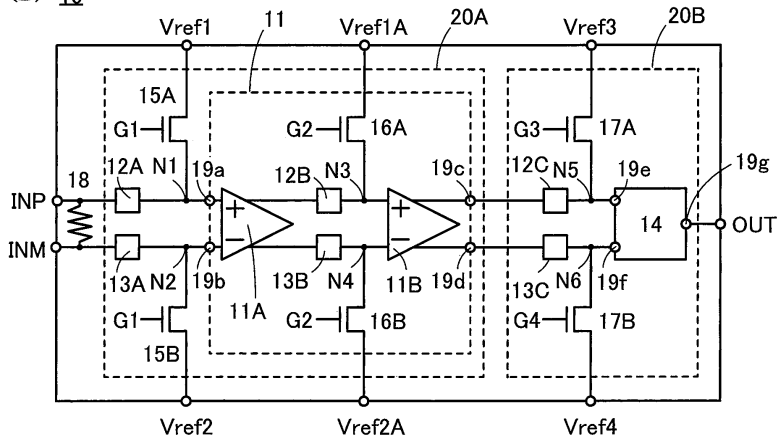 10
Vref1 Vref1A 20A Vref3 20B
11
15A
G1 G2 16A G3 17A
18 12A N1 19a 12B N3 19c 12C N5 19e 19g
INP + + 14 OUT
INM − −
13A N2 19b 13B N4 11B 19d 13C N6 19f
11A
G1 G2 16B G4 17B
15B
Vref2 Vref2A Vref4